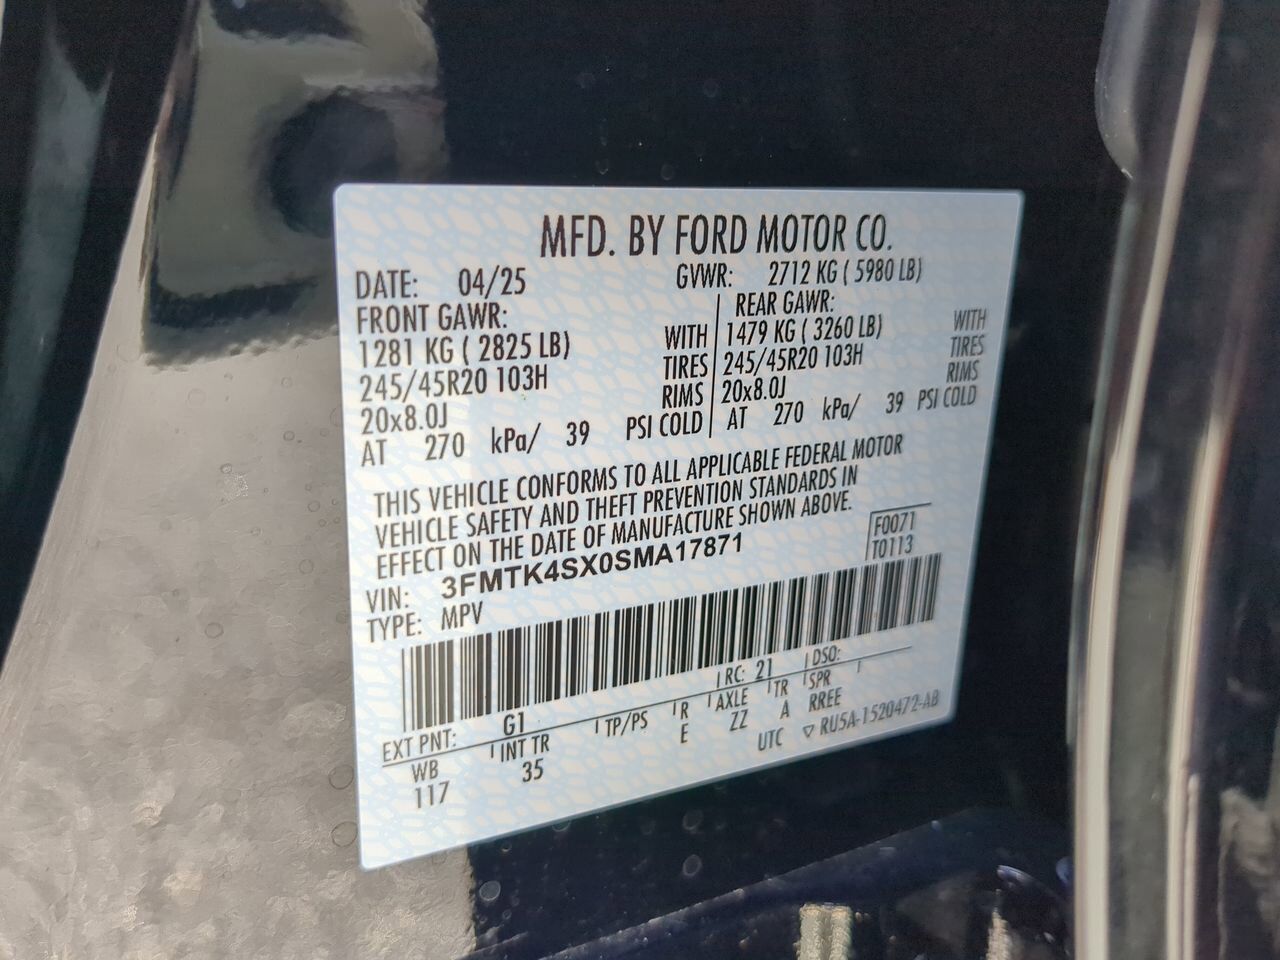 MFD. BY FORD MOTOR CO.
DATE: 04/25 GVWR: 2712 KG ( 5980 LB)
FRONT GAWR: REAR GAWR:
1281 KG ( 2825 LB) WITH 1479 KG ( 3260 LB) WITH
245/45R20 103H TIRES 245/45R20 103H TIRES
20x8.0J RIMS 20x8.0J RIMS
AT 270 kPa/ 39 PSI COLD AT 270 kPa/ 39 PSI COLD
THIS VEHICLE CONFORMS TO ALL APPLICABLE FEDERAL MOTOR
VEHICLE SAFETY AND THEFT PREVENTION STANDARDS IN
EFFECT ON THE DATE OF MANUFACTURE SHOWN ABOVE.
F0071
VIN: 3FMTK4SX0SMA17871 T0113
TYPE: MPV
EXT PNT: G1 RC: 21 DSO:
WB INT TR TP/PS R AXLE TR SPR
117 35 E ZZ A RREE
UTC ▽ RU5A-1520472-AB